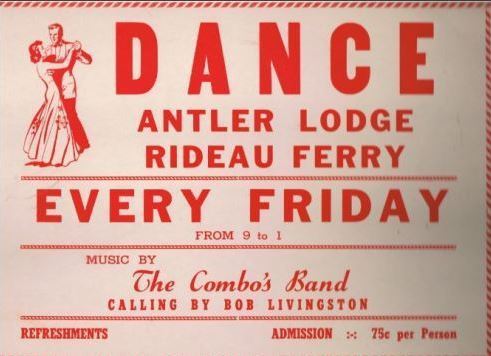 DANCE
ANTLER LODGE
RIDEAU FERRY
EVERY FRIDAY
FROM 9 to 1
MUSIC BY
The Combo's Band
CALLING BY BOB LIVINGSTON
REFRESHMENTS ADMISSION :-: 75c per Person